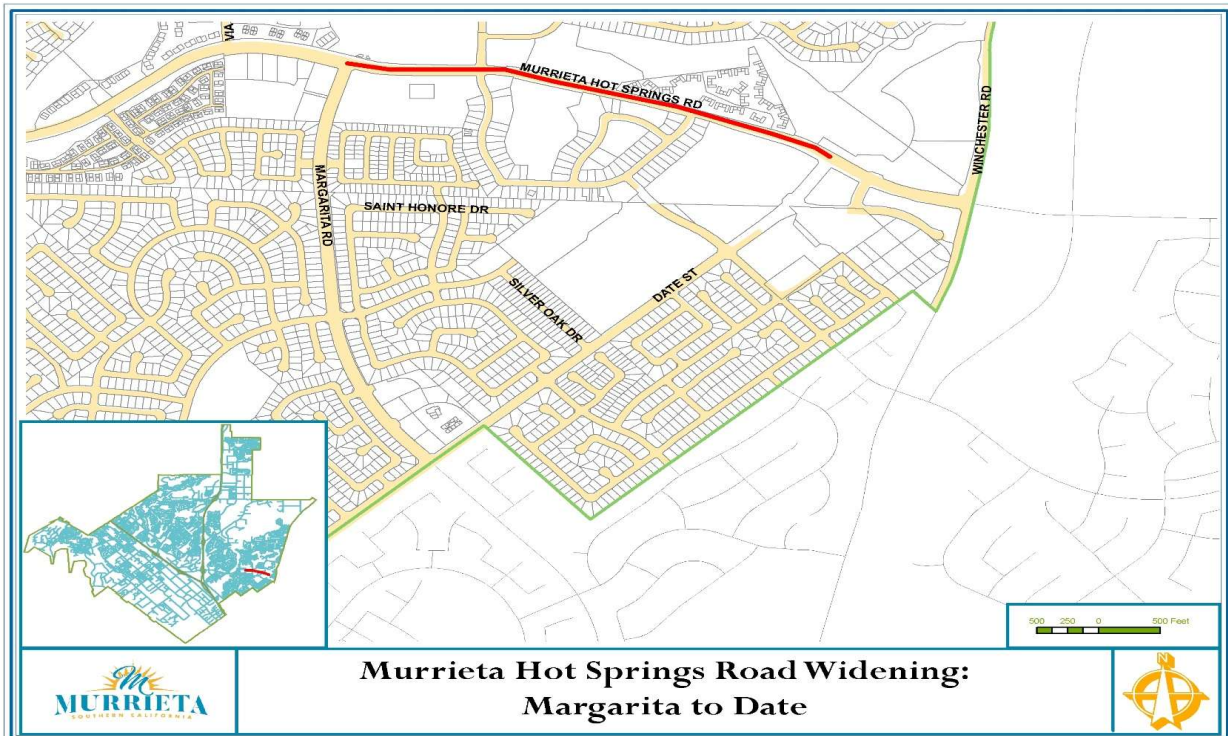 VIA
MURRIETA HOT SPRINGS RD
WINCHESTER RD
MARGARITA RD
SAINT HONORE DR
SILVER OAK DR
DATE ST
500 250 0 500 Feet
M
MURRIETA
SOUTHERN CALIFORNIA
Murrieta Hot Springs Road Widening:
Margarita to Date
N